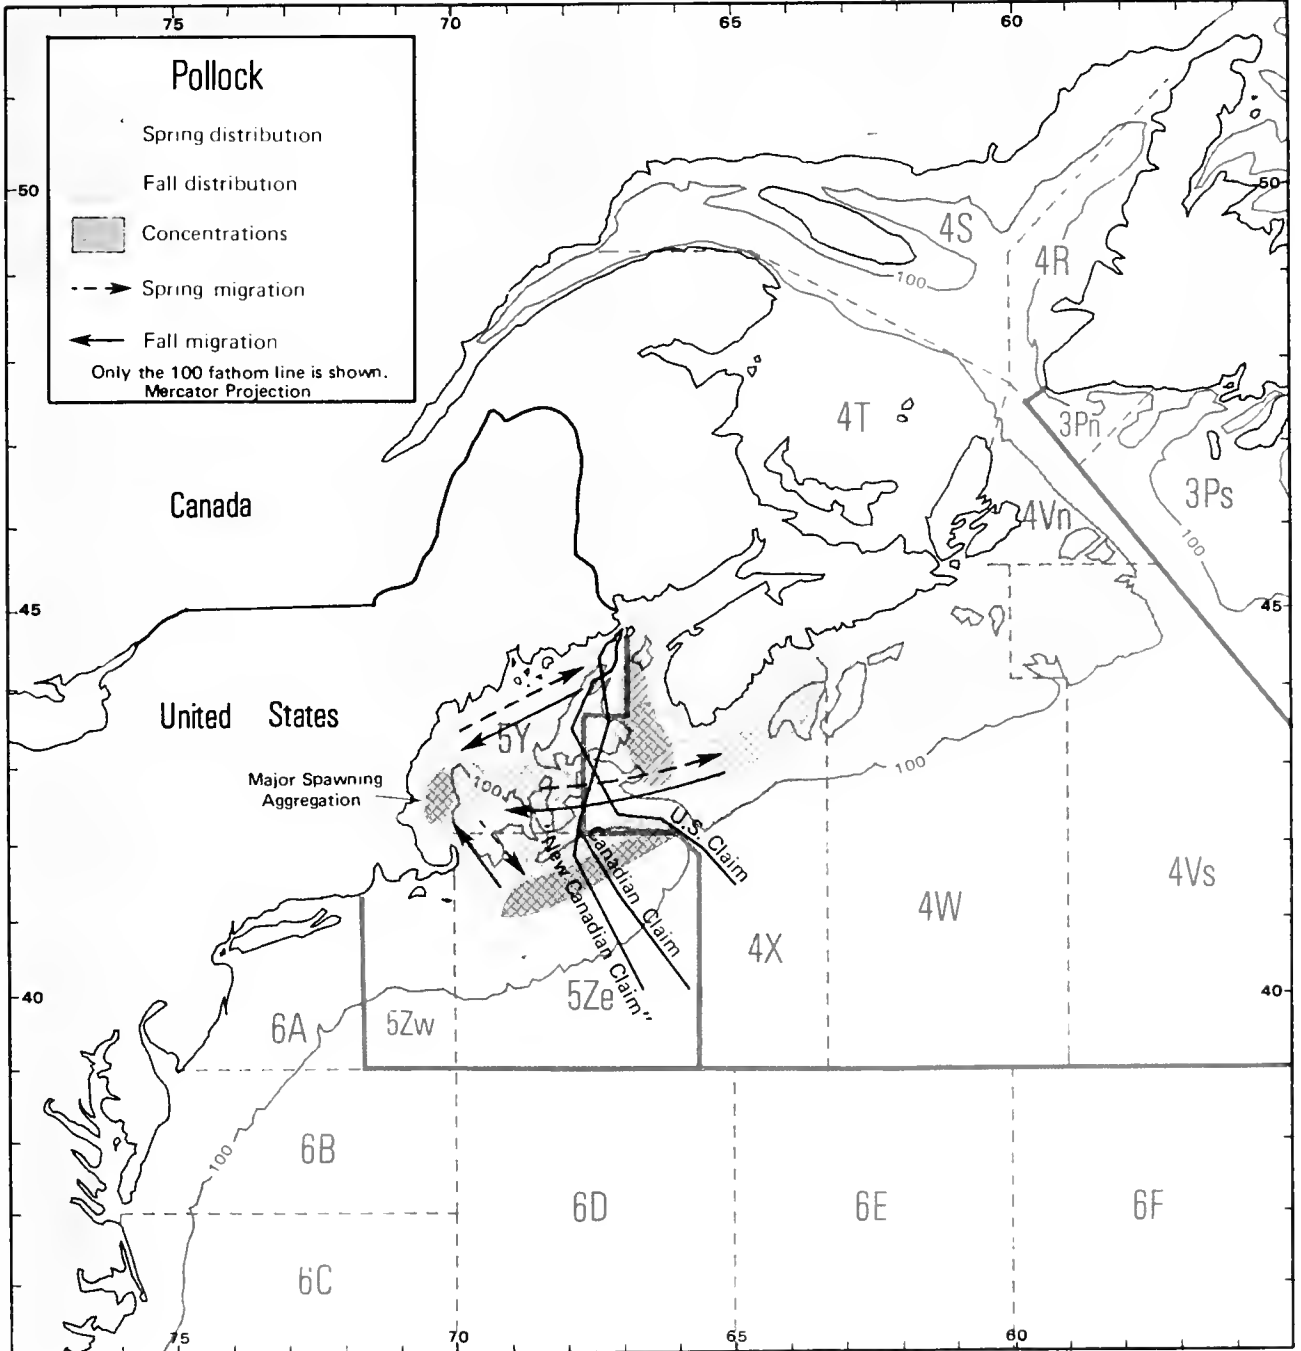 75 70 65 60
Pollock
Spring distribution
Fall distribution
Concentrations
Spring migration
Fall migration
Only the 100 fathom line is shown.
Mercator Projection
50 50
4S
4R
100
4T
3Pn
3Ps
Canada
4Vn
100
45 45
United States
5Y
Major Spawning
Aggregation
100
100
U.S. Claim
Canadian Claim
"New Canadian Claim"
4Vs
4W
4X
40 40
5Ze
5Zw
6A
6B
100
6D
6E
6F
6C
75 70 65 60